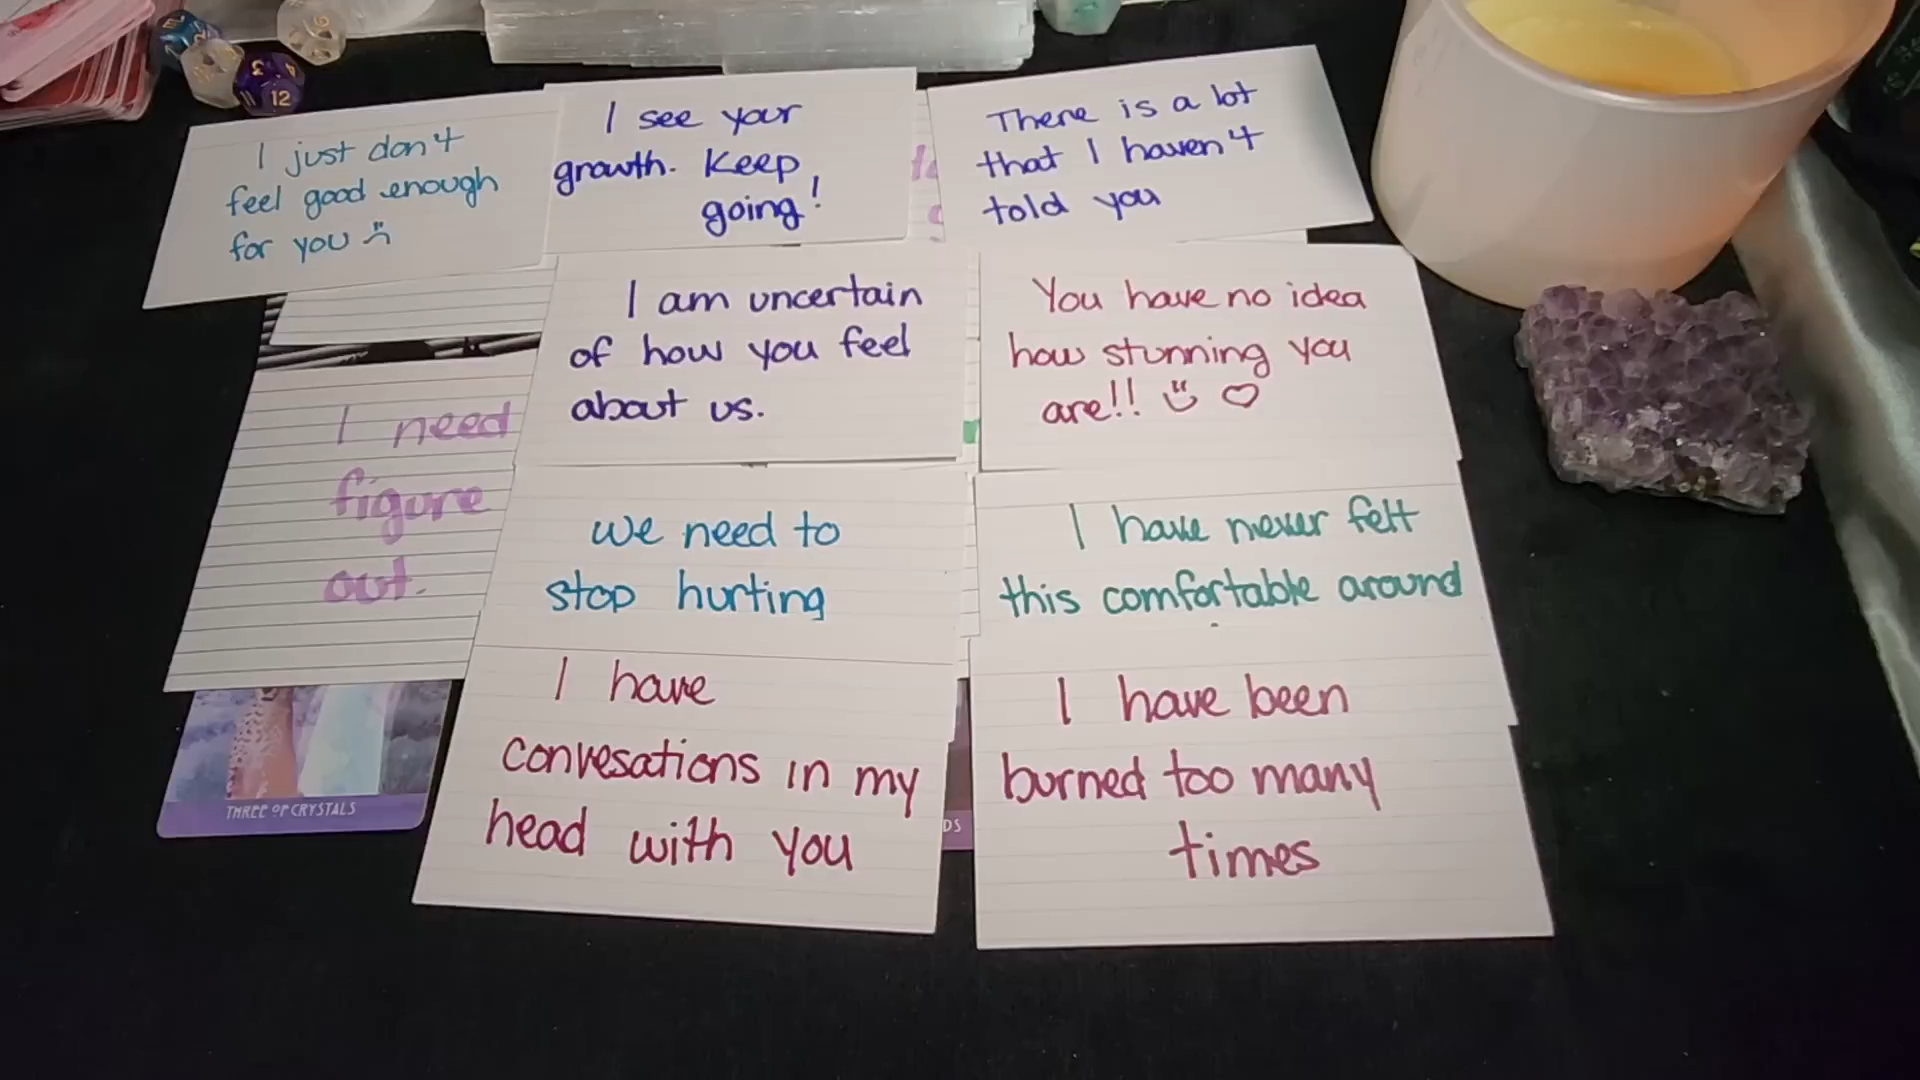 I just don't
feel good enough
for you
I see your
growth. Keep
going!
There is a lot
that I haven't
told you
I am uncertain
of how you feel
about us.
You have no idea
how stunning you
are!!
I need
figure
out.
we need to
stop hurting
I have never felt
this comfortable around
I have
convesations in my
head with you
I have been
burned too many
times
THREE OF CRYSTALS
DS
12
16